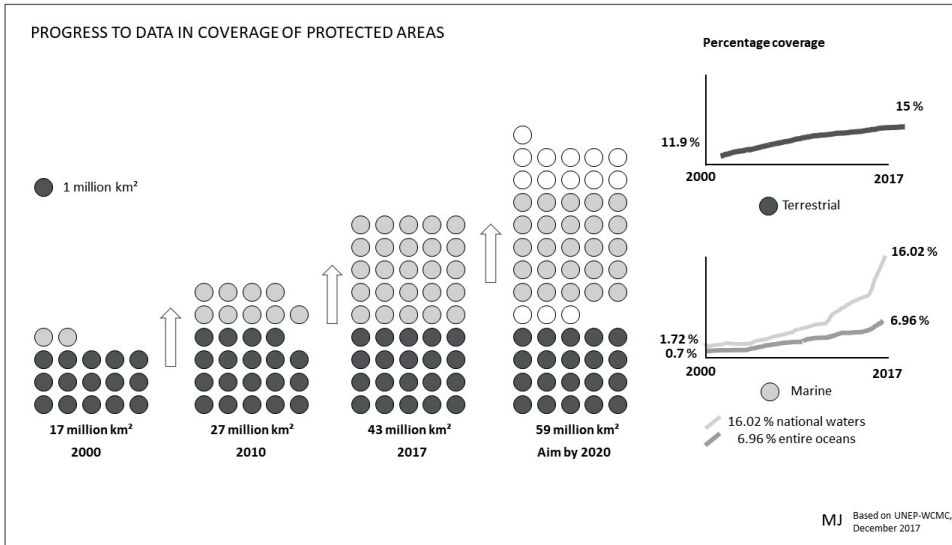 PROGRESS TO DATA IN COVERAGE OF PROTECTED AREAS
1 million km²
17 million km²
2000
27 million km²
2010
43 million km²
2017
59 million km²
Aim by 2020
Percentage coverage
11.9 %
15 %
2000
2017
Terrestrial
16.02 %
6.96 %
1.72 %
0.7 %
2000
2017
Marine
16.02 % national waters
6.96 % entire oceans
MJ
Based on UNEP-WCMC,
December 2017